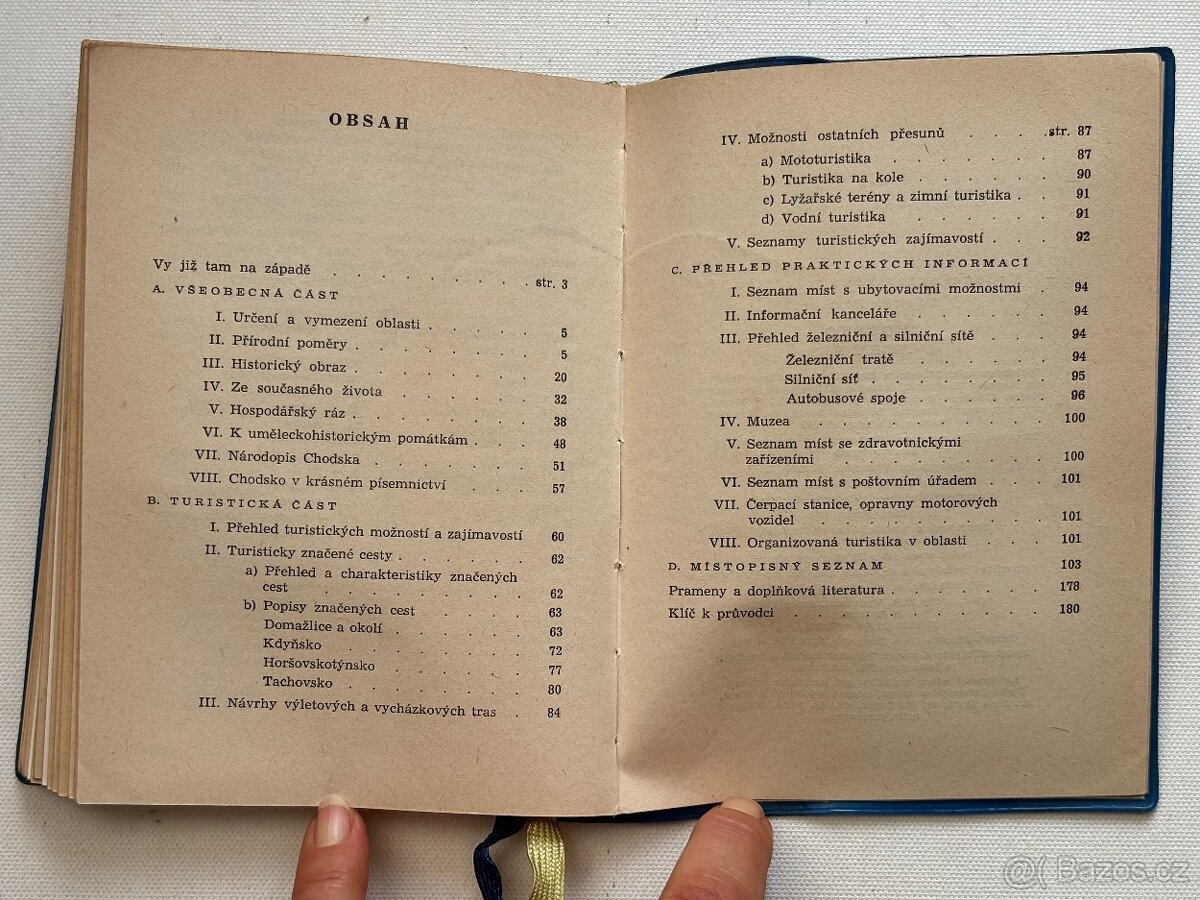 OBSAH
Vy již tam na západě . . . . . . . . . str. 3
A. VŠEOBECNÁ ČÁST
I. Určení a vymezení oblasti . . . . . 5
II. Přírodní poměry . . . . . . . . 5
III. Historický obraz . . . . . . . . 20
IV. Ze současného života . . . . . . . 32
V. Hospodářský ráz . . . . . . . . 38
VI. K uměleckohistorickým památkám . . . 48
VII. Národopis Chodska . . . . . . . 51
VIII. Chodsko v krásném písemnictví . . . . 57
B. TURISTICKÁ ČÁST
I. Přehled turistických možností a zajímavostí 60
II. Turisticky značené cesty . . . . . . 62
a) Přehled a charakteristiky značených
cest . . . . . . . . . . 62
b) Popisy značených cest . . . . . 63
Domažlice a okolí . . . . . . 63
Kdyňsko . . . . . . . . . 72
Horšovskotýnsko . . . . . . 77
Tachovsko . . . . . . . . 80
III. Návrhy výletových a vycházkových tras . 84
IV. Možnosti ostatních přesunů . . . . str. 87
a) Mototuristika . . . . . . . . 87
b) Turistika na kole . . . . . . . 90
c) Lyžařské terény a zimní turistika . . 91
d) Vodní turistika . . . . . . . 91
V. Seznamy turistických zajímavostí . . . 92
C. PŘEHLED PRAKTICKÝCH INFORMACÍ
I. Seznam míst s ubytovacími možnostmi . 94
II. Informační kanceláře . . . . . . . 94
III. Přehled železniční a silniční sítě . . . 94
Železniční tratě . . . . . . . 94
Silniční síť . . . . . . . . . 95
Autobusové spoje . . . . . . . 96
IV. Muzea . . . . . . . . . . . 100
V. Seznam míst se zdravotnickými
zařízeními . . . . . . . . . 100
VI. Seznam míst s poštovním úřadem . . . 101
VII. Čerpací stanice, opravny motorových
vozidel . . . . . . . . . . 101
VIII. Organizovaná turistika v oblasti . . . 101
D. MÍSTOPISNÝ SEZNAM . . . . . . . 103
Prameny a doplňková literatura . . . . . . 178
Klíč k průvodci . . . . . . . . . . 180
@( Bazos.cz